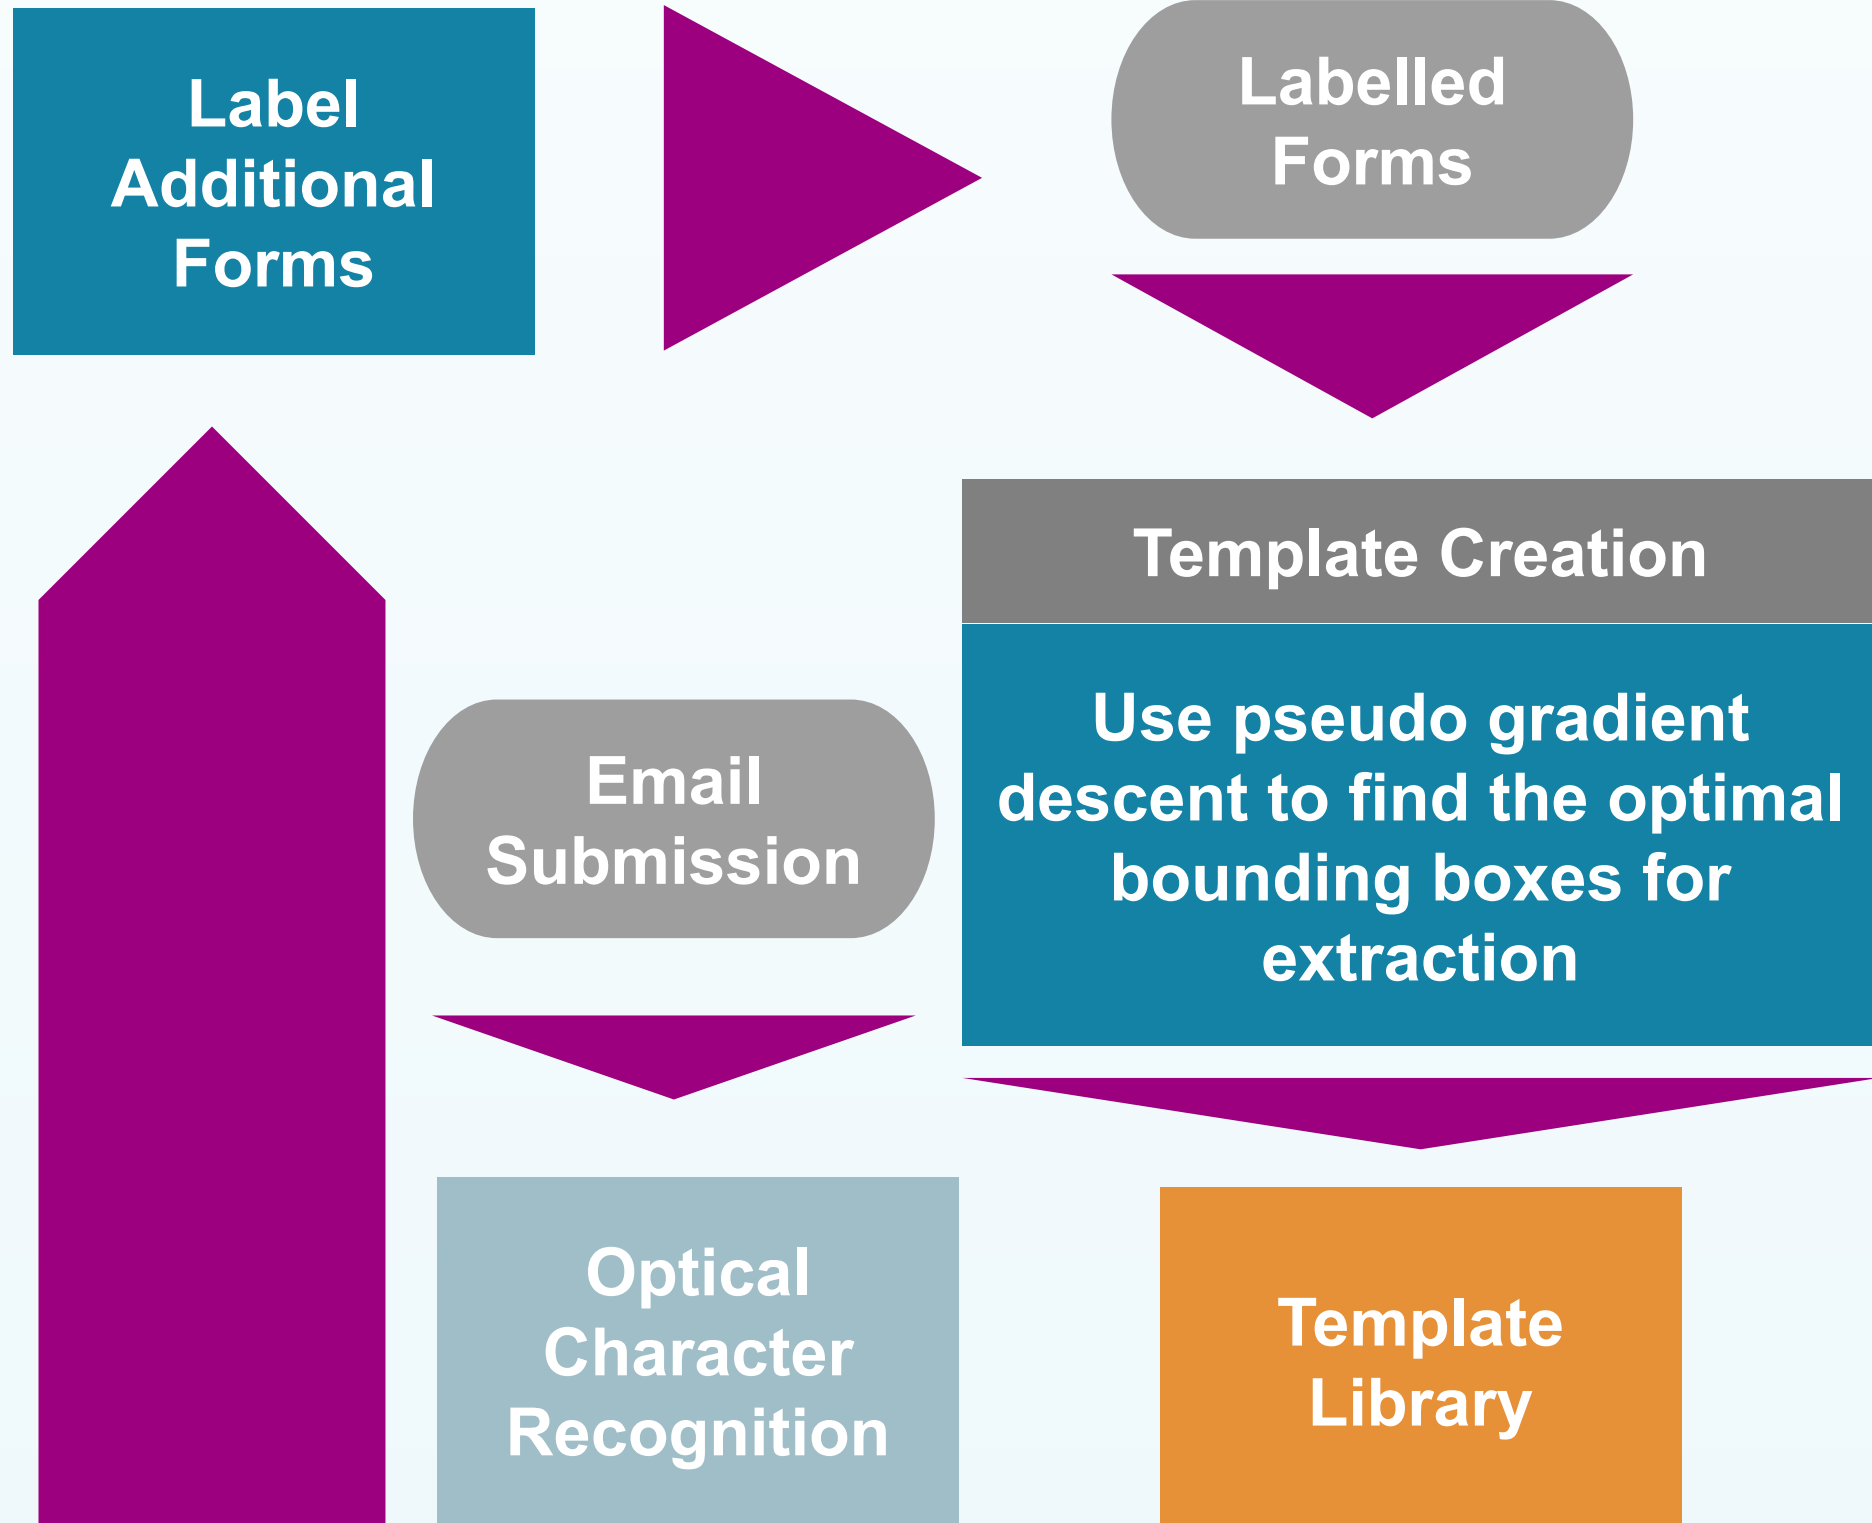 Label
Additional
Forms
Labelled
Forms
Template Creation
Use pseudo gradient
descent to find the optimal
bounding boxes for
extraction
Email
Submission
Optical
Character
Recognition
Template
Library